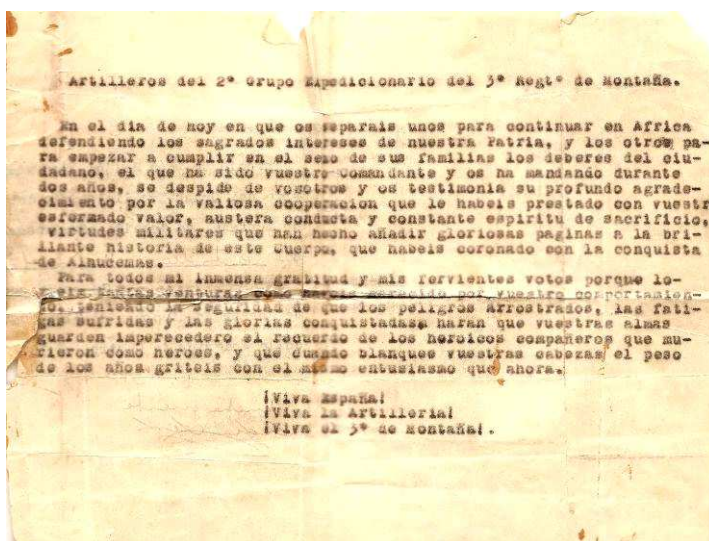 Artilleros del 2º Grupo Expedicionario del 3º Regtº de Montaña.
En el dia de hoy en que os separais unos para continuar en Africa
defendiendo los sagrados intereses de nuestra Patria, y los otros pa-
ra empezar a cumplir en el seno de sus familias los deberes del ciu-
dadano, el que ha sido vuestro Comandante y os ha mandando durante
dos años, se despide de vosotros y os testimonia su profundo agrade-
cimiento por la valiosa cooperacion que le habeis prestado con vuestr
esformado valor, austera conducta y constante espiritu de sacrificio,
virtudes militares que han hecho añadir gloriosas paginas a la bri-
llante historia de este Cuerpo, que habeis coronado con la conquista
de Alhucemas.
Para todos mi inmensa gratitud y mis fervientes votos porque lo-
greis tantas venturas como habeis merecido por vuestro comportamien-
to, teniendo la seguridad de que los peligros arrostrados, las fati-
gas sufridas y las glorias conquistadas, haran que vuestras almas
guarden imperecedero el recuerdo de los heroicos compañeros que mu-
rieron como heroes, y que cuando blanques vuestras cabezas el peso
de los años griteis con el mismo entusiasmo que ahora.
¡Viva España!
¡Viva la Artilleria!
¡Viva el 3º de Montaña!.